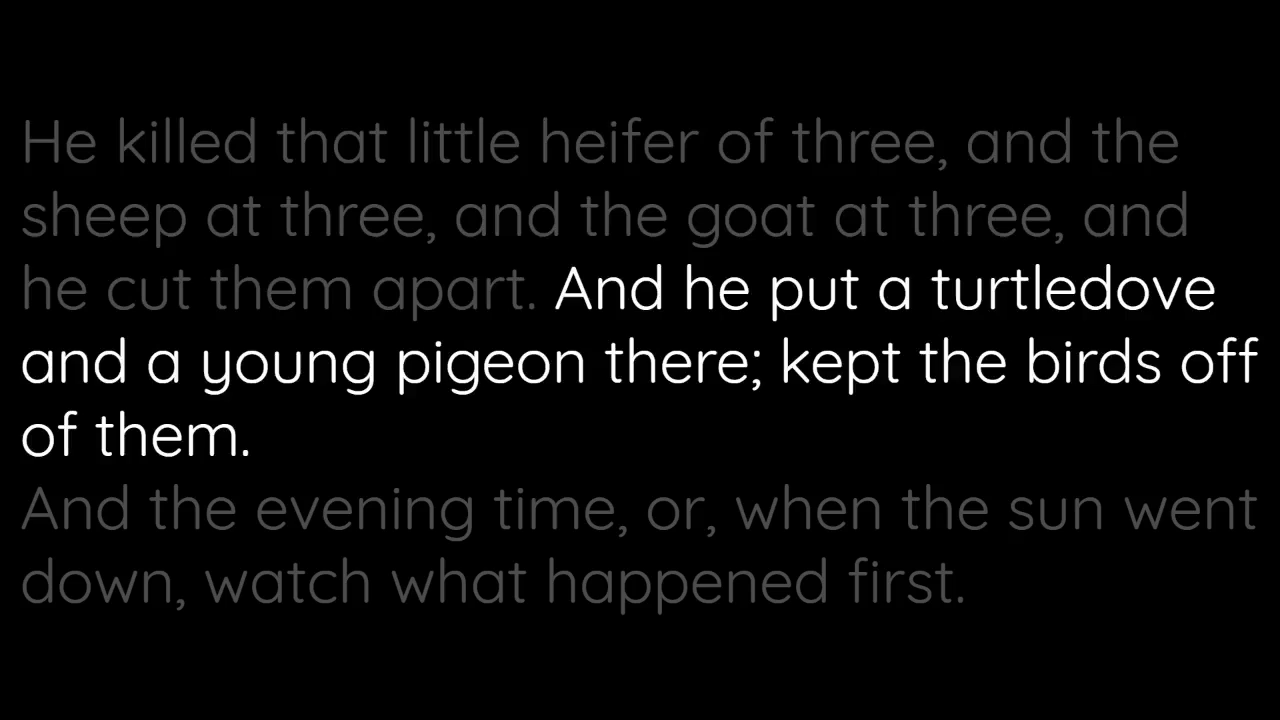 He killed that little heifer of three, and the
sheep at three, and the goat at three, and
he cut them apart. And he put a turtledove
and a young pigeon there; kept the birds off
of them.
And the evening time, or, when the sun went
down, watch what happened first.